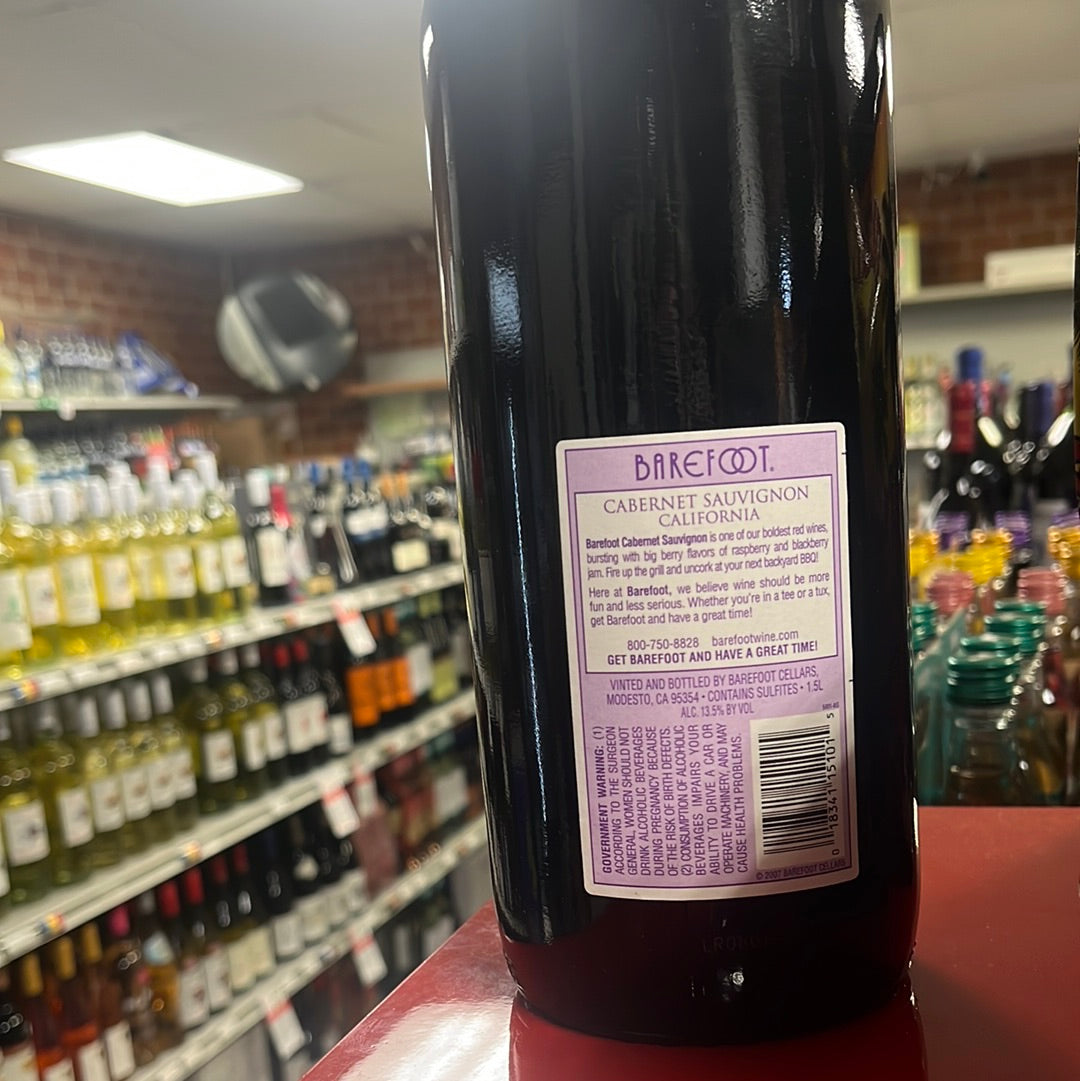 BAREFOOT.
CABERNET SAUVIGNON
CALIFORNIA
Barefoot Cabernet Sauvignon is one of our boldest red wines,
bursting with big berry flavors of raspberry and blackberry
jam. Fire up the grill and uncork at your next backyard BBQ!
Here at Barefoot, we believe wine should be more
fun and less serious. Whether you're in a tee or a tux,
get Barefoot and have a great time!
800-750-8828 barefootwine.com
GET BAREFOOT AND HAVE A GREAT TIME!
VINTED AND BOTTLED BY BAREFOOT CELLARS,
MODESTO, CA 95354 • CONTAINS SULFITES • 1.5L
ALC. 13.5% BY VOL
GOVERNMENT WARNING: (1)
ACCORDING TO THE SURGEON
GENERAL, WOMEN SHOULD NOT
DRINK ALCOHOLIC BEVERAGES
DURING PREGNANCY BECAUSE
OF THE RISK OF BIRTH DEFECTS.
(2) CONSUMPTION OF ALCOHOLIC
BEVERAGES IMPAIRS YOUR
ABILITY TO DRIVE A CAR OR
OPERATE MACHINERY, AND MAY
CAUSE HEALTH PROBLEMS.
0 18341 15101 5
© 2007 BAREFOOT CELLARS